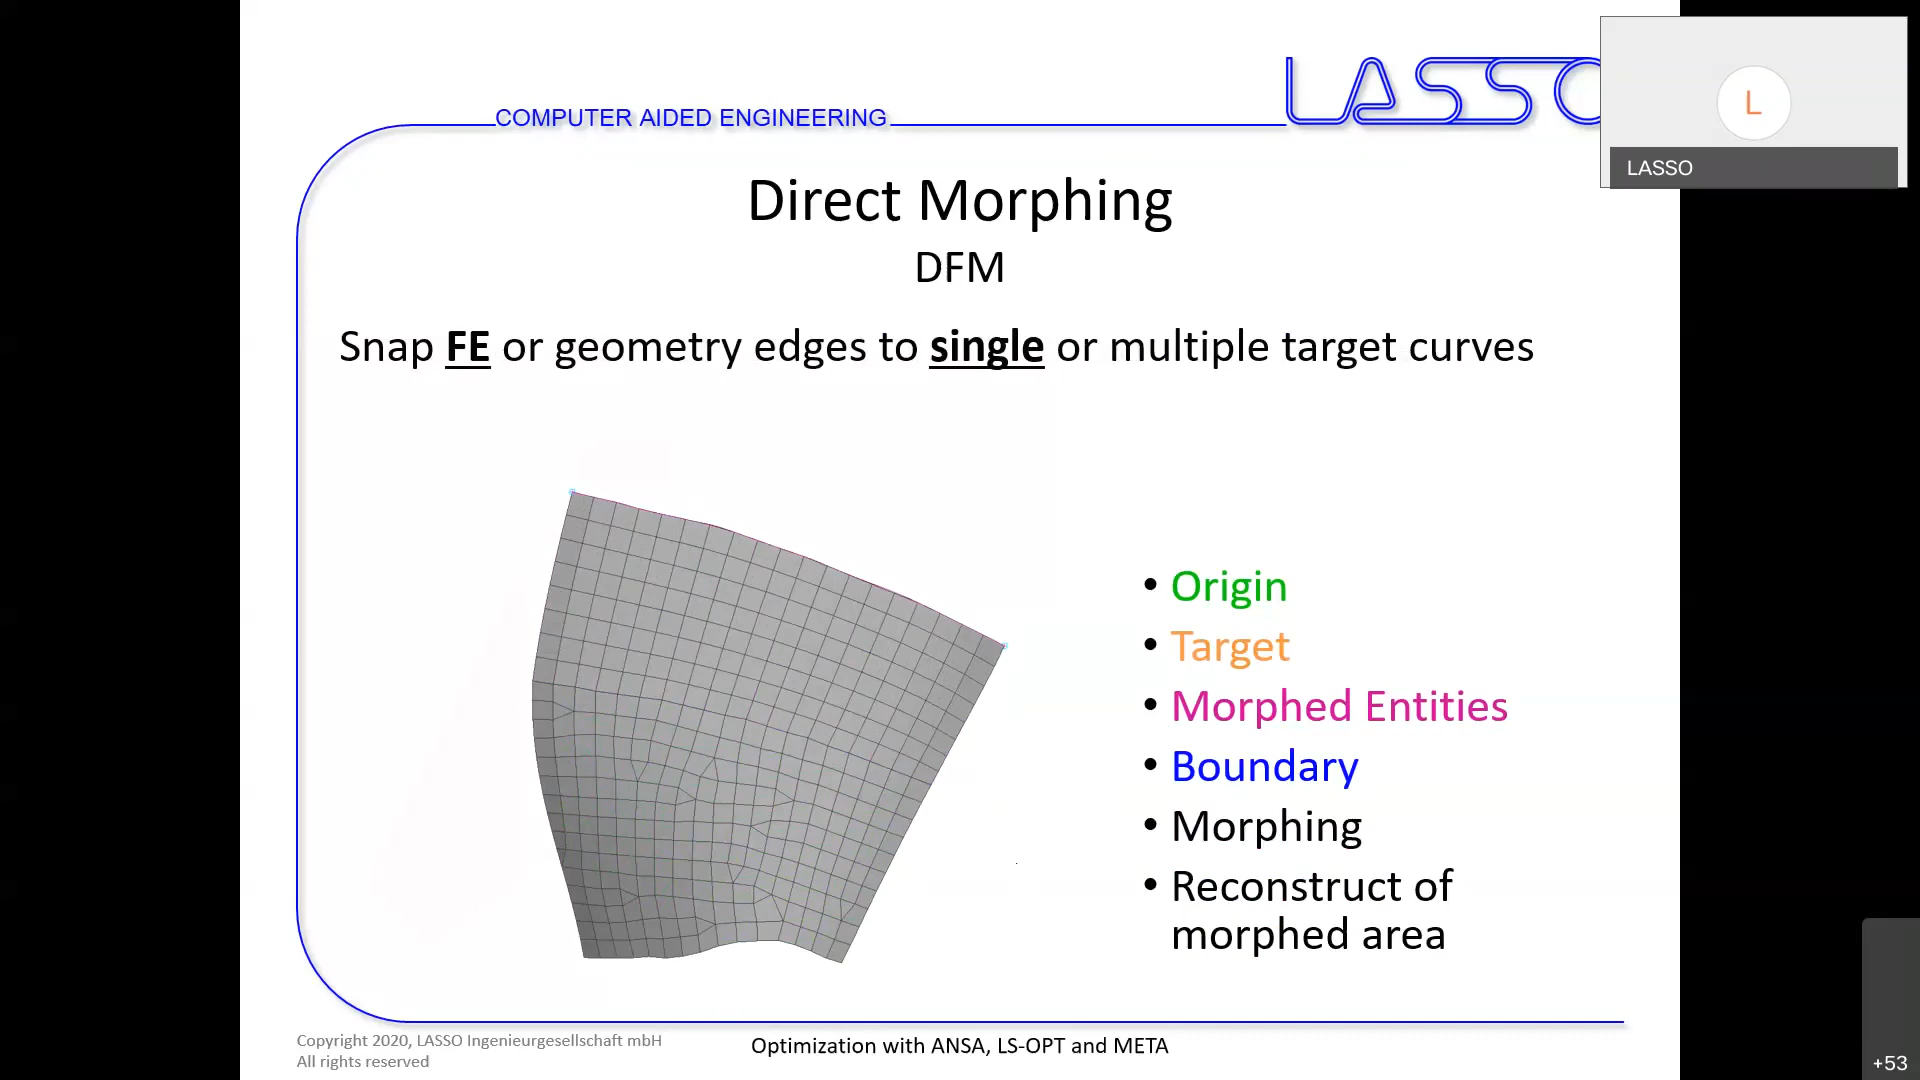 LASSO
L
LASSO
COMPUTER AIDED ENGINEERING
Direct Morphing
DFM
Snap FE or geometry edges to single or multiple target curves
• Origin
• Target
• Morphed Entities
• Boundary
• Morphing
• Reconstruct of
morphed area
Copyright 2020, LASSO Ingenieurgesellschaft mbH
All rights reserved
Optimization with ANSA, LS-OPT and META
+53